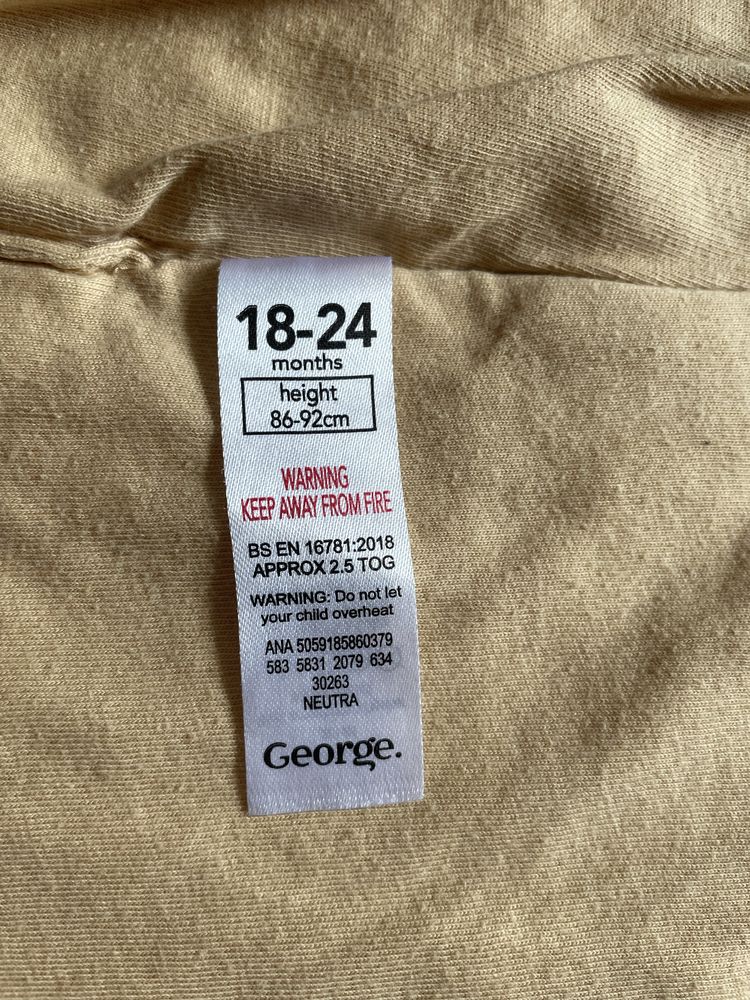 18-24
months
height
86-92cm
WARNING
KEEP AWAY FROM FIRE
BS EN 16781:2018
APPROX 2.5 TOG
WARNING: Do not let
your child overheat
ANA 5059185860379
583 5831 2079 634
30263
NEUTRA
George.